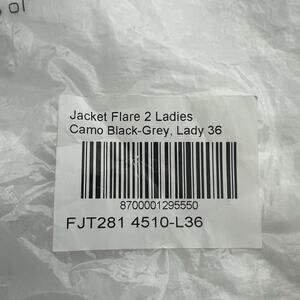 Jacket Flare 2 Ladies
Camo Black-Grey, Lady 36
8700001295550
FJT281 4510-L36